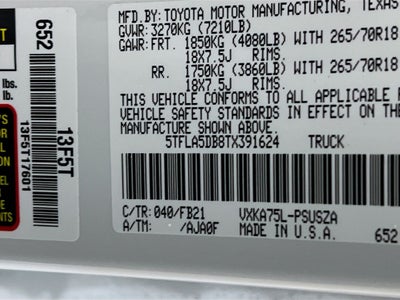 MFD.BY: TOYOTA MOTOR MANUFACTURING, TEXAS
GVWR: 3270KG (7210LB)
GAWR: FRT. 1850KG (4080LB) WITH 265/70R18
18X7.5J RIMS.
RR. 1750KG (3860LB) WITH 265/70R18
18X7.5J RIMS.
THIS VEHICLE CONFORMS TO ALL APPLICABLE
VEHICLE SAFETY STANDARDS IN EFFECT ON THE
MANUFACTURE SHOWN ABOVE.
5TFLA5DB8TX391624 TRUCK
C/TR: 040/FB21 VXKA75L-PSUSZA
A/TM: /AJA0F MADE IN U.S.A. 652
652
13F5T
13F5T17601
lbs.
lb.